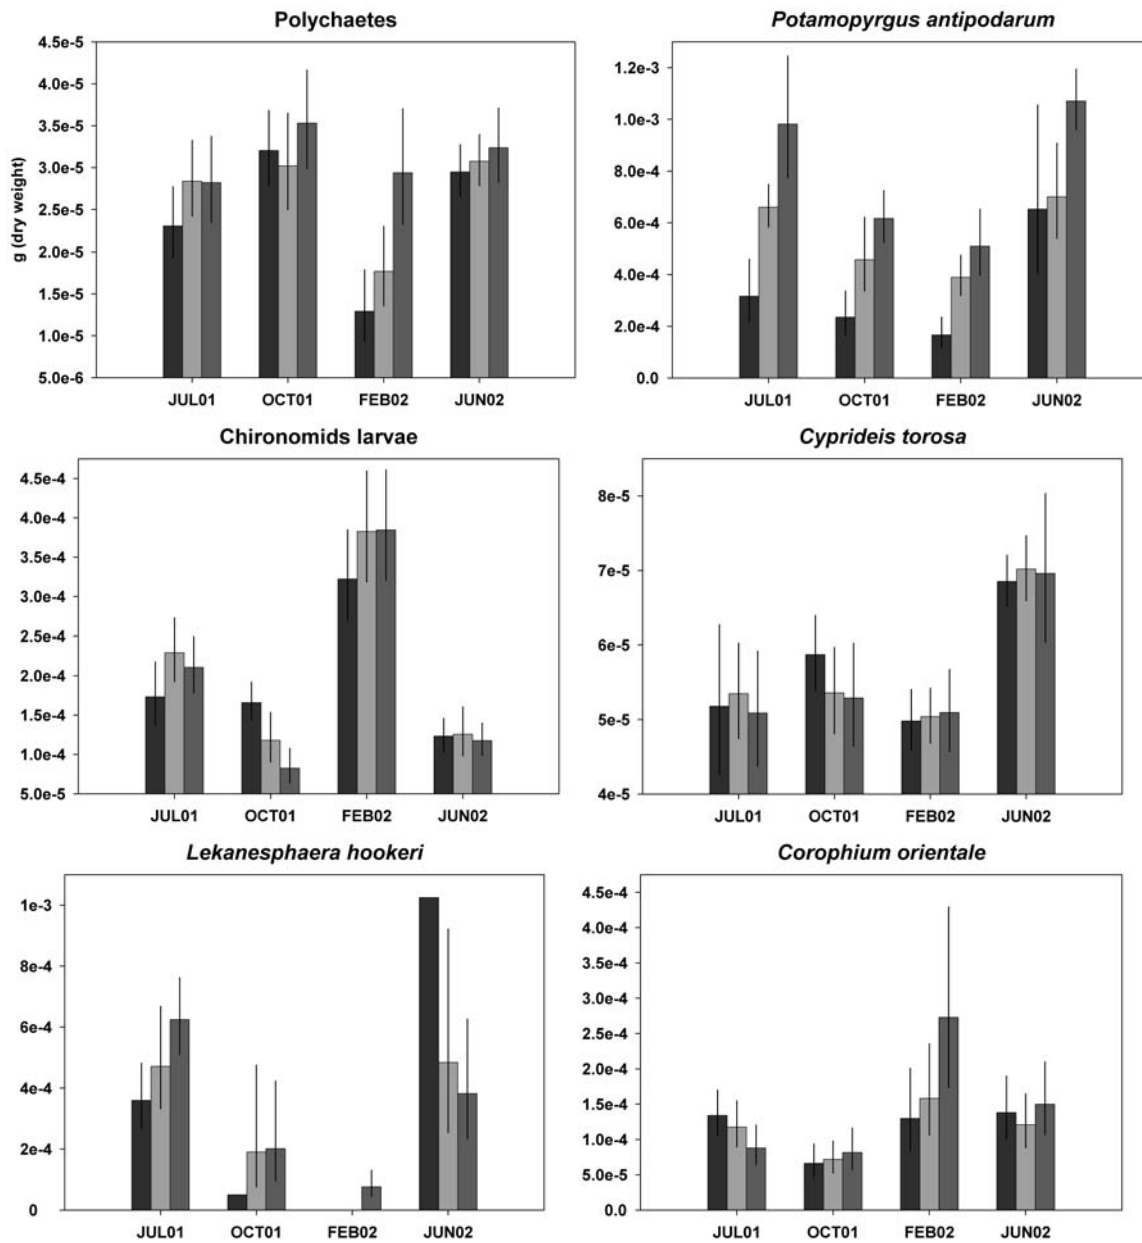 Polychaetes
g (dry weight)
4.5e-5
4.0e-5
3.5e-5
3.0e-5
2.5e-5
2.0e-5
1.5e-5
1.0e-5
5.0e-6
JUL01 OCT01 FEB02 JUN02
Potamopyrgus antipodarum
1.2e-3
1.0e-3
8.0e-4
6.0e-4
4.0e-4
2.0e-4
0.0
JUL01 OCT01 FEB02 JUN02
Chironomids larvae
4.5e-4
4.0e-4
3.5e-4
3.0e-4
2.5e-4
2.0e-4
1.5e-4
1.0e-4
5.0e-5
JUL01 OCT01 FEB02 JUN02
Cyprideis torosa
8e-5
7e-5
6e-5
5e-5
4e-5
JUL01 OCT01 FEB02 JUN02
Lekanesphaera hookeri
1e-3
8e-4
6e-4
4e-4
2e-4
0
JUL01 OCT01 FEB02 JUN02
Corophium orientale
4.5e-4
4.0e-4
3.5e-4
3.0e-4
2.5e-4
2.0e-4
1.5e-4
1.0e-4
5.0e-5
0.0
JUL01 OCT01 FEB02 JUN02